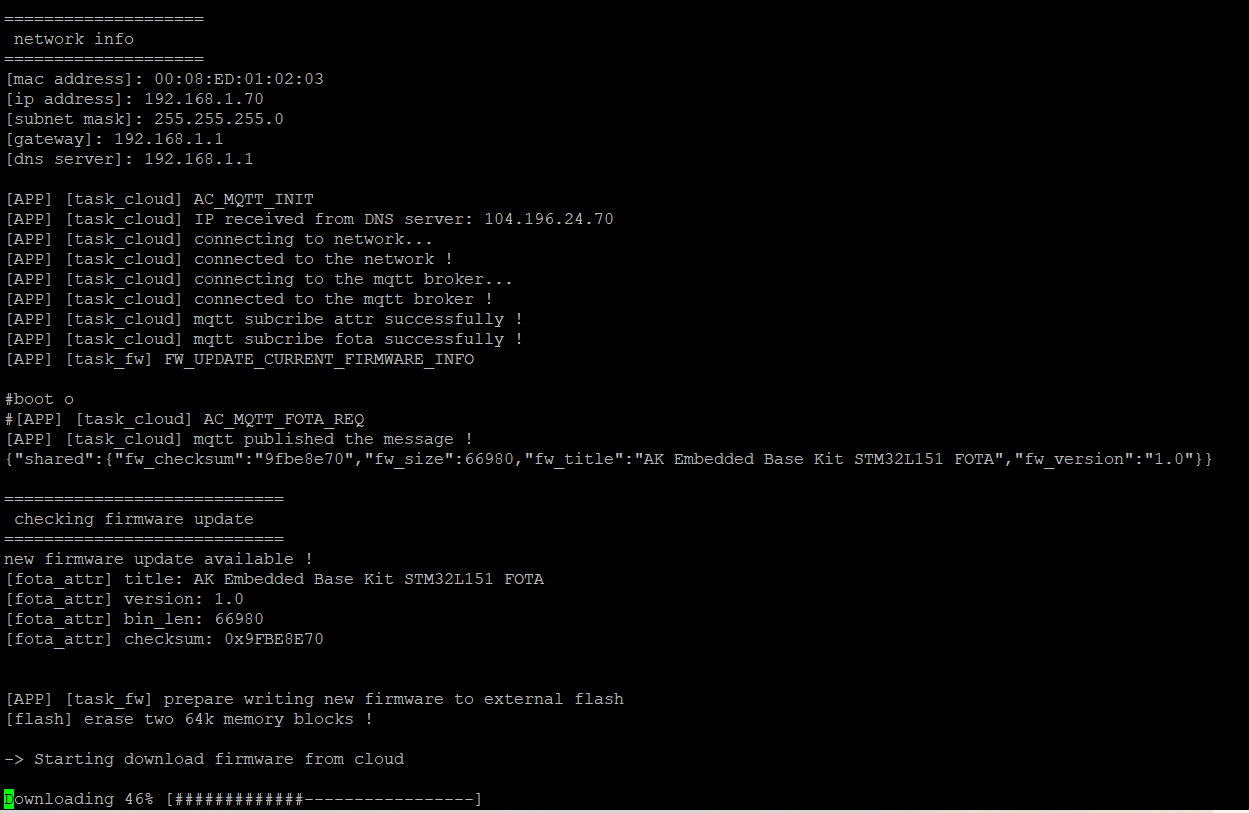 ====================
 network info
====================
[mac address]: 00:08:ED:01:02:03
[ip address]: 192.168.1.70
[subnet mask]: 255.255.255.0
[gateway]: 192.168.1.1
[dns server]: 192.168.1.1

[APP] [task_cloud] AC_MQTT_INIT
[APP] [task_cloud] IP received from DNS server: 104.196.24.70
[APP] [task_cloud] connecting to network...
[APP] [task_cloud] connected to the network !
[APP] [task_cloud] connecting to the mqtt broker...
[APP] [task_cloud] connected to the mqtt broker !
[APP] [task_cloud] mqtt subcribe attr successfully !
[APP] [task_cloud] mqtt subcribe fota successfully !
[APP] [task_fw] FW_UPDATE_CURRENT_FIRMWARE_INFO

#boot o
#[APP] [task_cloud] AC_MQTT_FOTA_REQ
[APP] [task_cloud] mqtt published the message !
{"shared":{"fw_checksum":"9fbe8e70","fw_size":66980,"fw_title":"AK Embedded Base Kit STM32L151 FOTA","fw_version":"1.0"}}

============================
 checking firmware update
============================
new firmware update available !
[fota_attr] title: AK Embedded Base Kit STM32L151 FOTA
[fota_attr] version: 1.0
[fota_attr] bin_len: 66980
[fota_attr] checksum: 0x9FBE8E70

[APP] [task_fw] prepare writing new firmware to external flash
[flash] erase two 64k memory blocks !

-> Starting download firmware from cloud

Downloading 46% [#############-----------------]